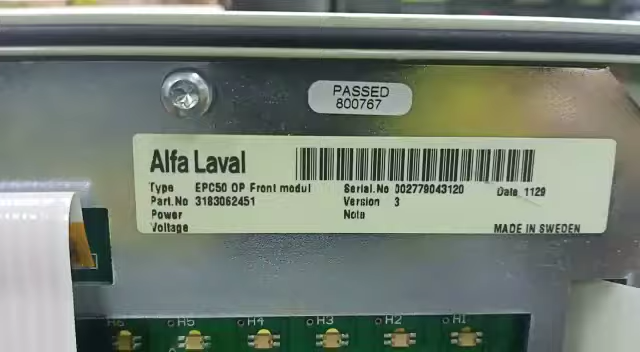 PASSED
800767
Alfa Laval
Type EPC50 OP Front modul Serial.No 002779043120 Date 1129
Part.No 3183062451 Version 3
Power Note
Voltage MADE IN SWEDEN
H6 H5 H4 H3 H2 H1